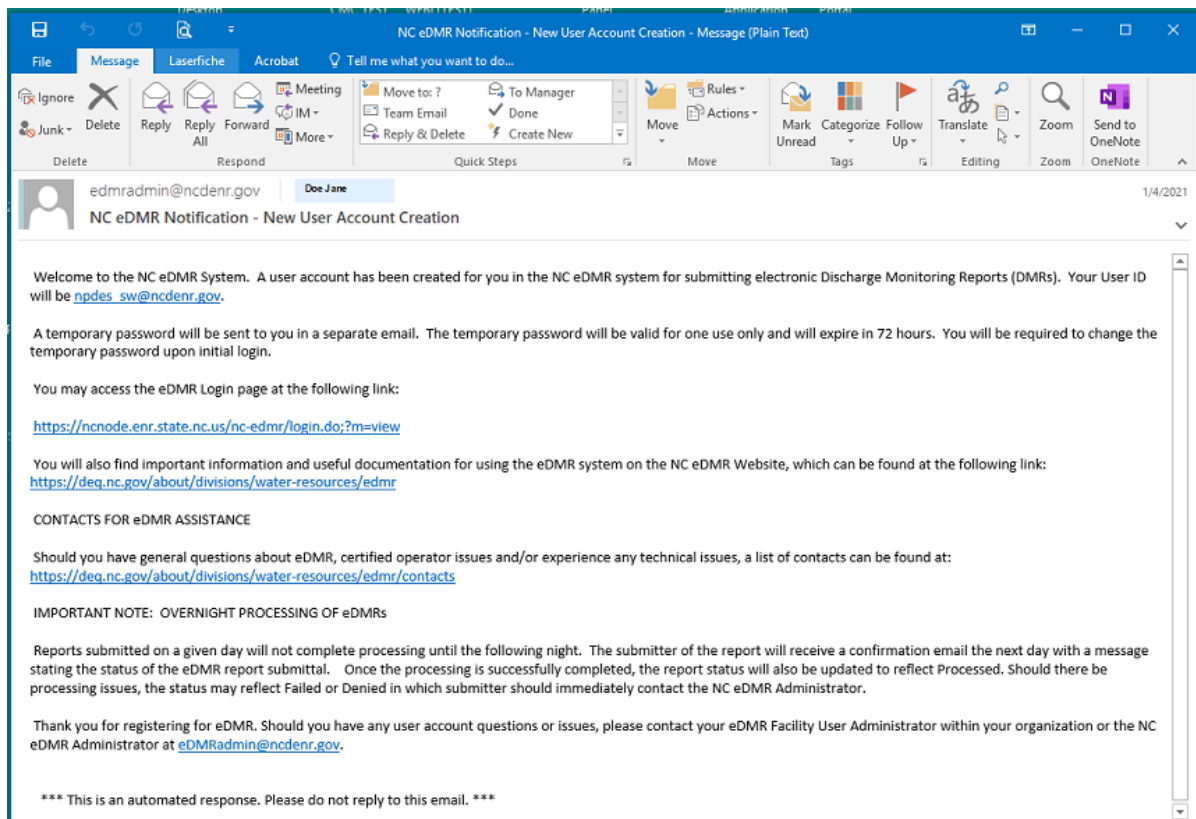 NC eDMR Notification - New User Account Creation - Message (Plain Text)
File Message Laserfiche Acrobat Tell me what you want to do...
Ignore
Junk
Delete
Reply
Reply All
Forward
Meeting
IM
More
Move to: ?
Team Email
Reply & Delete
To Manager
Done
Create New
Move
Rules
Actions
Mark Unread
Categorize
Follow Up
Translate
Zoom
Send to OneNote
Delete Respond Quick Steps Move Tags Editing Zoom OneNote
edmradmin@ncdenr.gov Doe Jane 1/4/2021
NC eDMR Notification - New User Account Creation
Welcome to the NC eDMR System. A user account has been created for you in the NC eDMR system for submitting electronic Discharge Monitoring Reports (DMRs). Your User ID
will be npdes_sw@ncdenr.gov.
A temporary password will be sent to you in a separate email. The temporary password will be valid for one use only and will expire in 72 hours. You will be required to change the
temporary password upon initial login.
You may access the eDMR Login page at the following link:
https://ncnode.enr.state.nc.us/nc-edmr/login.do;?m=view
You will also find important information and useful documentation for using the eDMR system on the NC eDMR Website, which can be found at the following link:
https://deq.nc.gov/about/divisions/water-resources/edmr
CONTACTS FOR eDMR ASSISTANCE
Should you have general questions about eDMR, certified operator issues and/or experience any technical issues, a list of contacts can be found at:
https://deq.nc.gov/about/divisions/water-resources/edmr/contacts
IMPORTANT NOTE: OVERNIGHT PROCESSING OF eDMRs
Reports submitted on a given day will not complete processing until the following night. The submitter of the report will receive a confirmation email the next day with a message
stating the status of the eDMR report submittal. Once the processing is successfully completed, the report status will also be updated to reflect Processed. Should there be
processing issues, the status may reflect Failed or Denied in which submitter should immediately contact the NC eDMR Administrator.
Thank you for registering for eDMR. Should you have any user account questions or issues, please contact your eDMR Facility User Administrator within your organization or the NC
eDMR Administrator at eDMRadmin@ncdenr.gov.
*** This is an automated response. Please do not reply to this email. ***